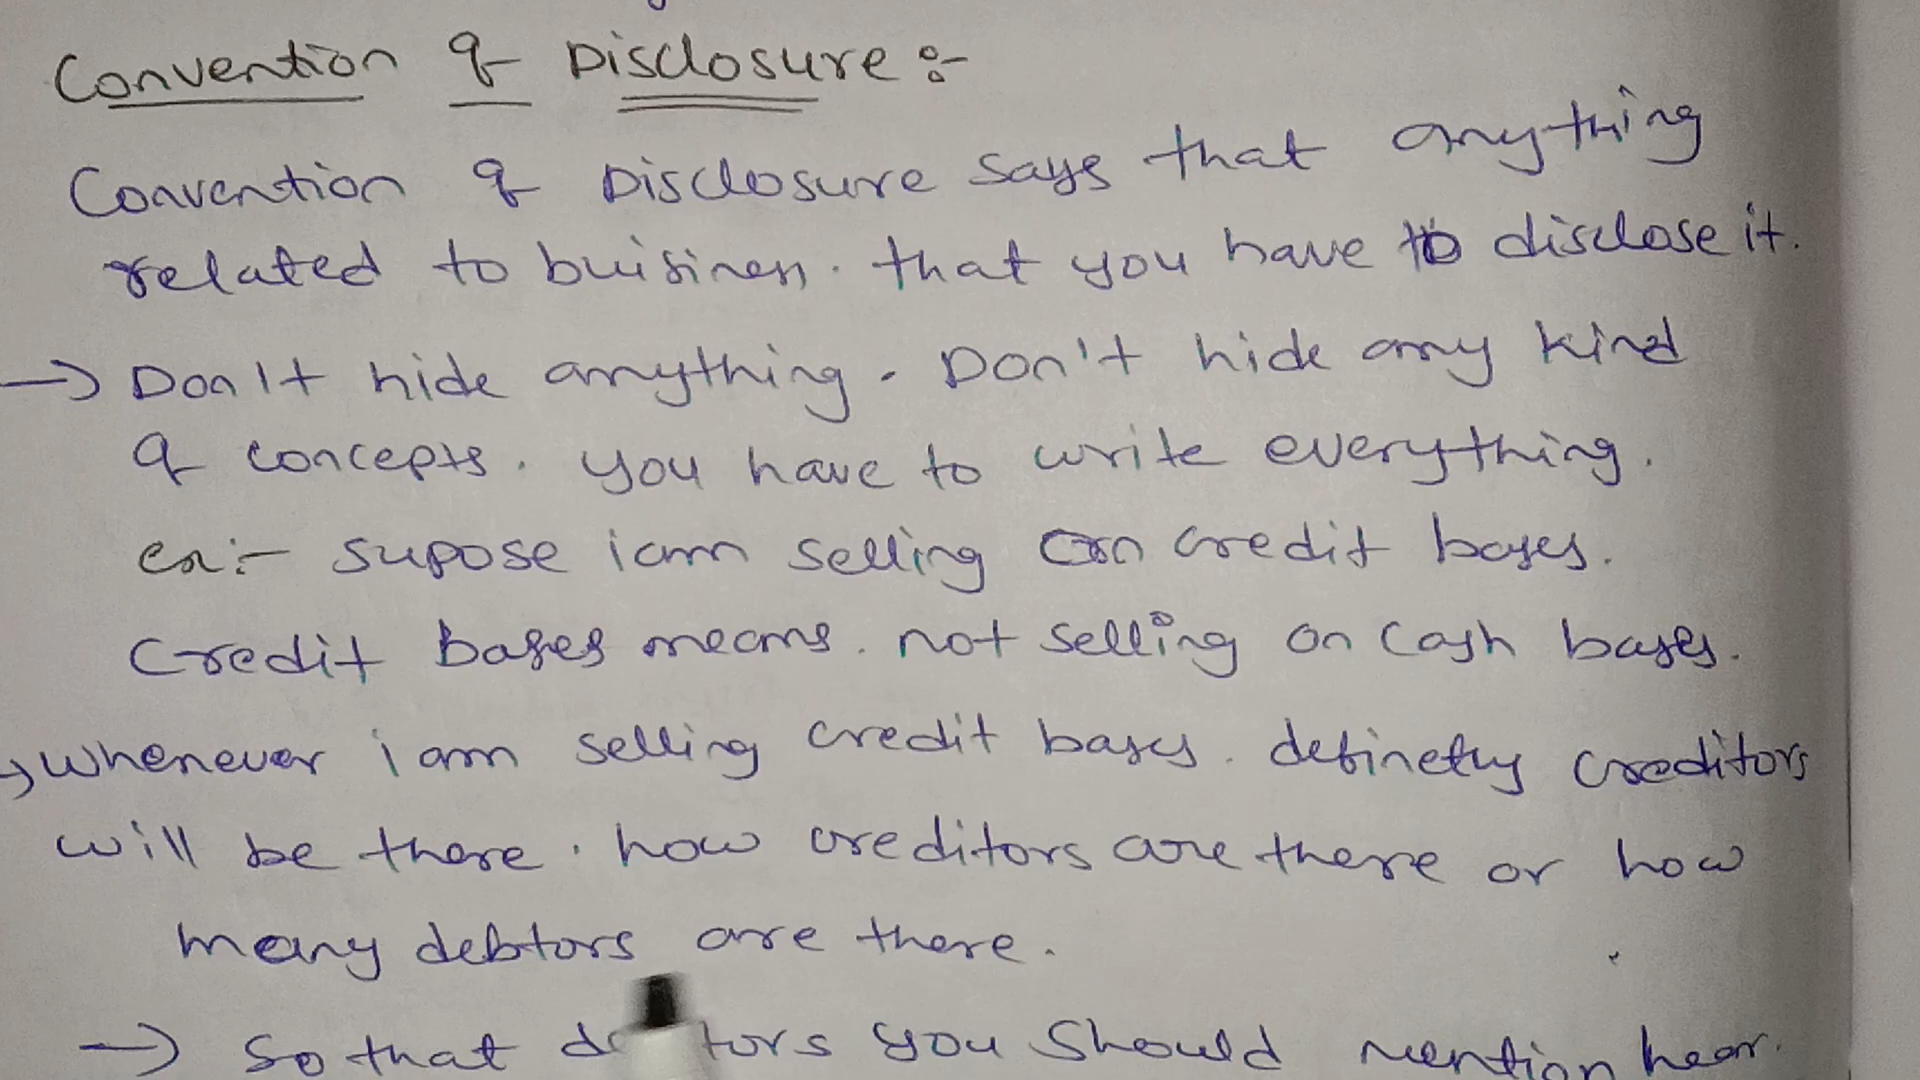 Convention of Disclosure :-
Convention of Disclosure says that anything
related to buisiness. that you have to disclose it.
→ Don't hide anything. Don't hide any kind
of concepts. you have to write everything.
ex:- supose i am selling on credit bases.
Credit bases means. not selling on Cash bases.
→ whenever i am selling credit bases. definetly creditors
will be there. how creditors are there or how
many debtors are there.
→ So that you should mention hear.